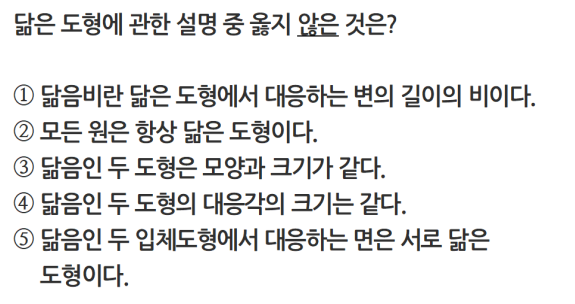 닮은 도형에 관한 설명 중 옳지 않은 것은?
① 닮음비란 닮은 도형에서 대응하는 변의 길이의 비이다.
② 모든 원은 항상 닮은 도형이다.
③ 닮음인 두 도형은 모양과 크기가 같다.
④ 닮음인 두 도형의 대응각의 크기는 같다.
⑤ 닮음인 두 입체도형에서 대응하는 면은 서로 닮은
도형이다.